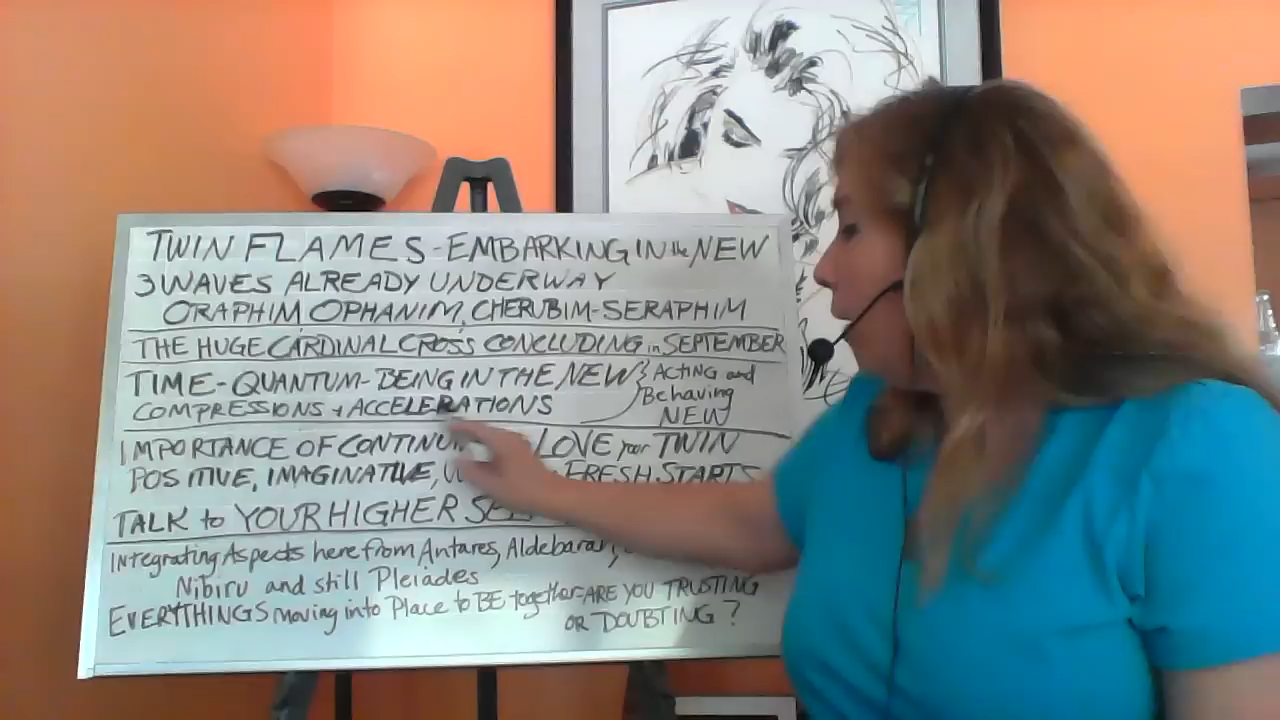 TWIN FLAMES - EMBARKING IN the NEW
3 WAVES ALREADY UNDERWAY
ORAPHIM OPHANIM, CHERUBIM-SERAPHIM
THE HUGE CARDINAL CROSS CONCLUDING in SEPTEMBER
TIME-QUANTUM-BEING IN THE NEW } ACTING and
COMPRESSIONS + ACCELERATIONS Behaving
NEW
IMPORTANCE OF LOVE your TWIN
POSITIVE, IMAGINATIVE, FRESH STARTS
TALK to YOUR HIGHER
Integrating Aspects here from Antares, Aldebaran,
Nibiru and still Pleiades
EVERYTHINGS moving into Place to BE together - ARE YOU TRUSTING
OR DOUBTING ?